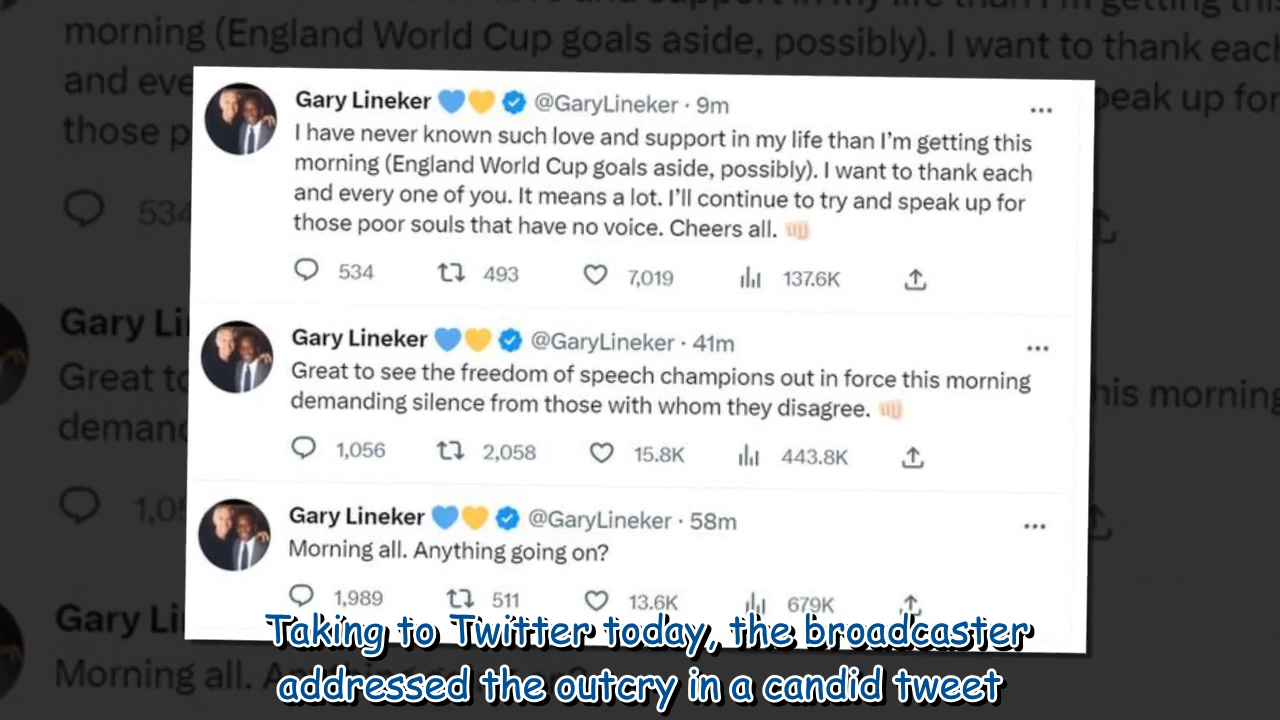 morning (England World Cup goals aside, possibly). I want to thank eac
and eve
peak up for
those p
534
Gary Li
Great to
his morning
deman
1,05
Gary Li
Morning all. A
Gary Lineker 💙💛 @GaryLineker · 9m
I have never known such love and support in my life than I’m getting this
morning (England World Cup goals aside, possibly). I want to thank each
and every one of you. It means a lot. I’ll continue to try and speak up for
those poor souls that have no voice. Cheers all. 👊🏻
534 493 7,019 137.6K
Gary Lineker 💙💛 @GaryLineker · 41m
Great to see the freedom of speech champions out in force this morning
demanding silence from those with whom they disagree. 👊🏻
1,056 2,058 15.8K 443.8K
Gary Lineker 💙💛 @GaryLineker · 58m
Morning all. Anything going on?
1,989 511 13.6K 679K
Taking to Twitter today, the broadcaster
addressed the outcry in a candid tweet